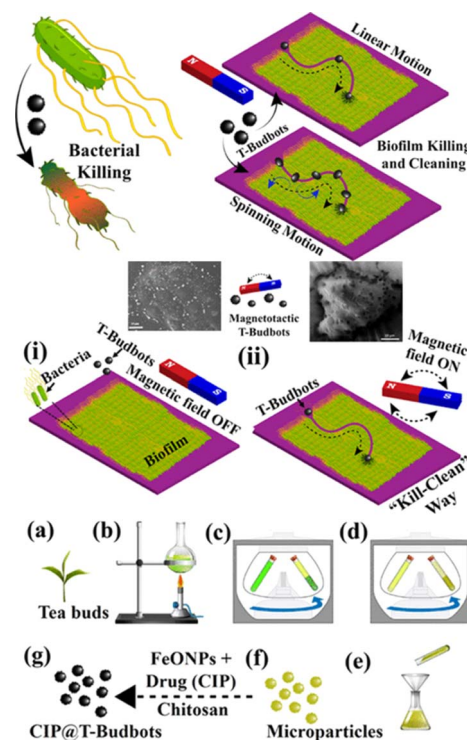 Bacterial
Killing
N
S
T-Budbots
Linear Motion
Biofilm Killing
and Cleaning
Spinning Motion
N
S
Magnetotactic
T-Budbots
(i)
Bacteria
T-Budbots
Magnetic field OFF
N
S
Biofilm
(ii)
T-Budbots
Magnetic
field ON
N
S
"Kill-Clean"
Way
(a)
Tea buds
(b)
(c)
(d)
(g)
CIP@T-Budbots
FeONPs +
Drug (CIP)
Chitosan
(f)
Microparticles
(e)